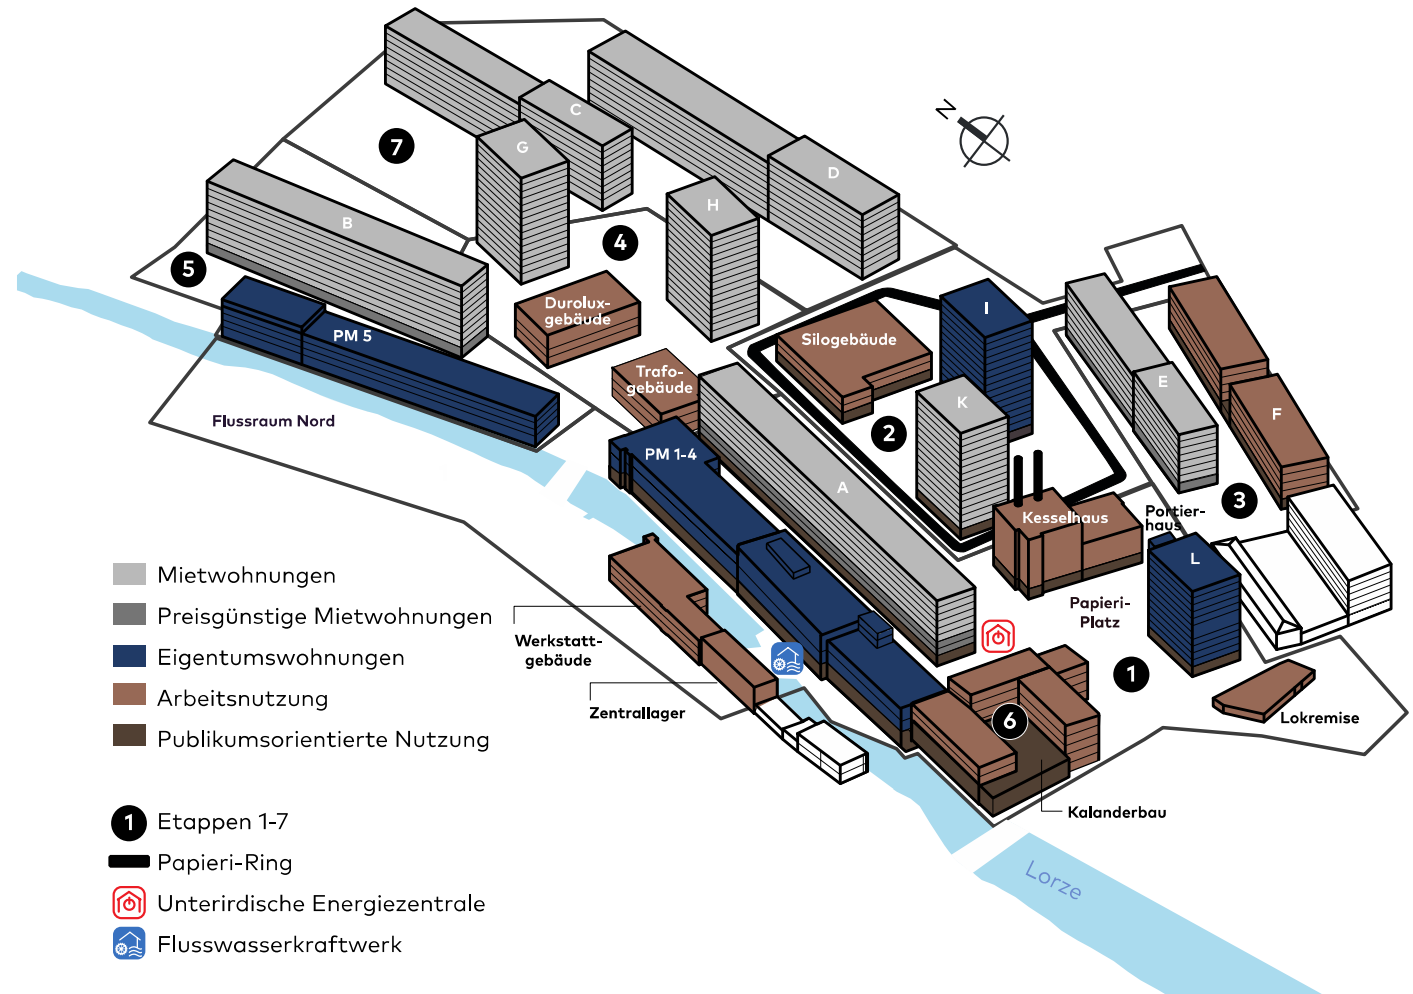 N
C
G
7
D
H
B
4
5
Durolux-
gebäude
I
PM 5
Silogebäude
Trafo-
gebäude
E
K
F
Flussraum Nord
2
PM 1-4
A
3
Portier-
haus
Kesselhaus
L
Mietwohnungen
Papieri-
Platz
Preisgünstige Mietwohnungen
Werkstatt-
gebäude
Eigentumswohnungen
1
Arbeitsnutzung
Zentrallager
6
Lokremise
Publikumsorientierte Nutzung
Kalanderbau
1 Etappen 1-7
Papieri-Ring
Lorze
Unterirdische Energiezentrale
Flusswasserkraftwerk